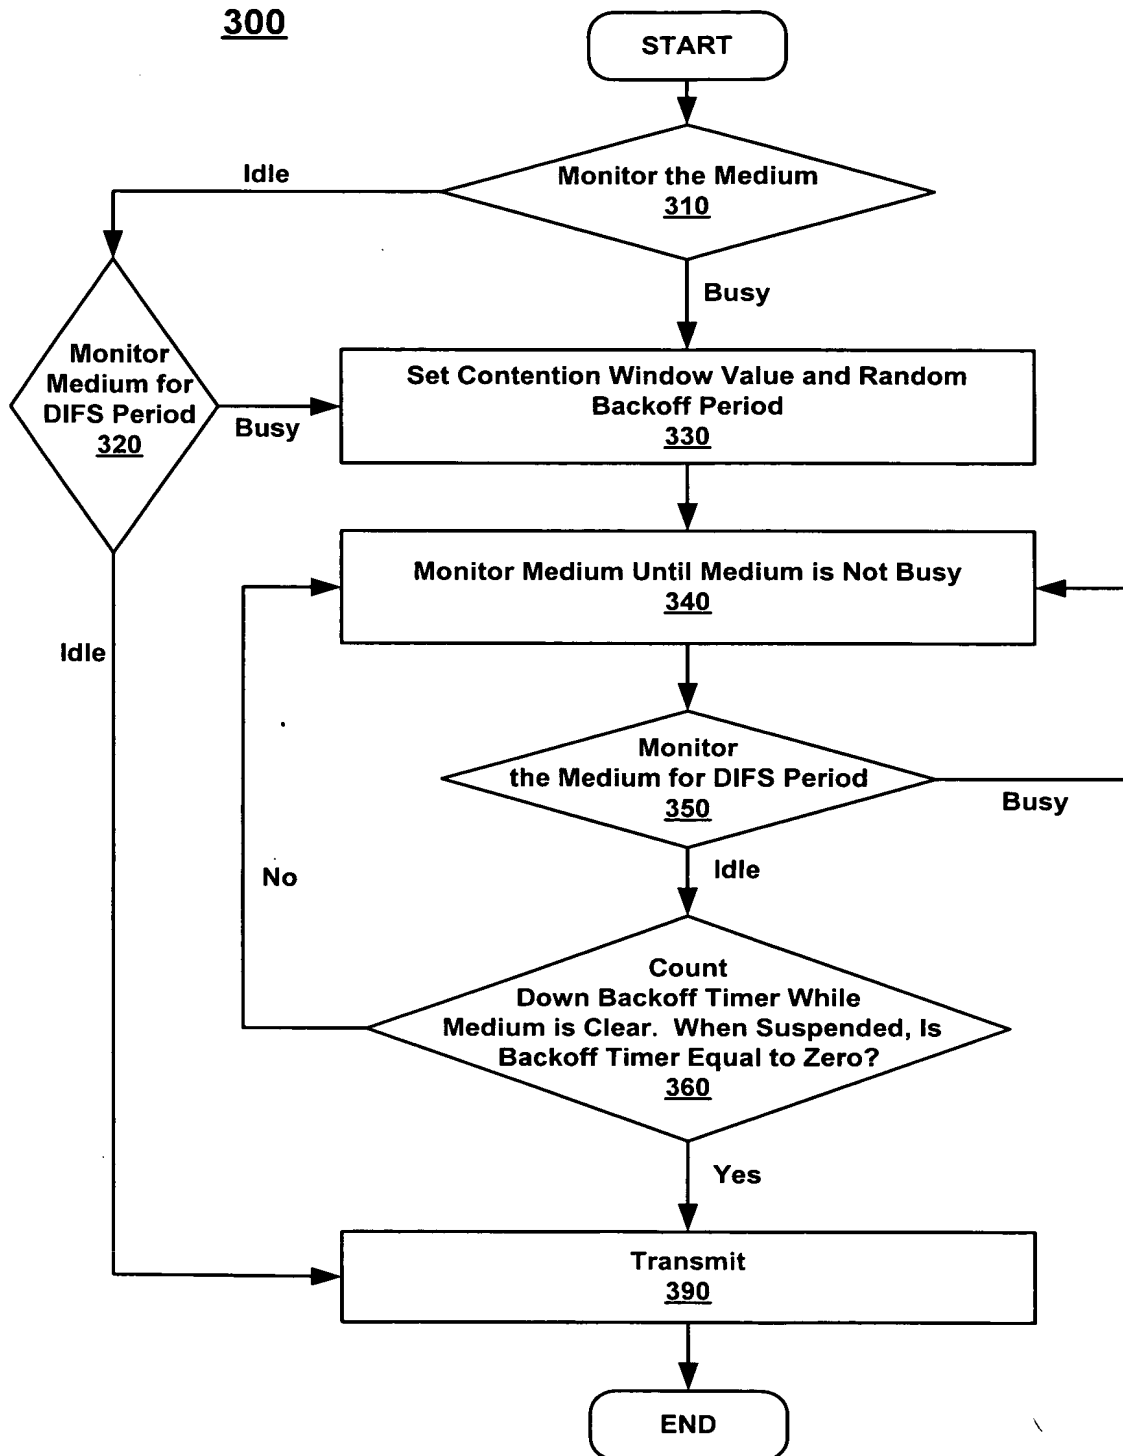 300
START
Idle
Monitor the Medium
310
Busy
Monitor
Medium for
DIFS Period
320
Busy
Set Contention Window Value and Random
Backoff Period
330
Monitor Medium Until Medium is Not Busy
340
Idle
Monitor
the Medium for DIFS Period
350
Busy
Idle
No
Count
Down Backoff Timer While
Medium is Clear. When Suspended, Is
Backoff Timer Equal to Zero?
360
Yes
Transmit
390
END